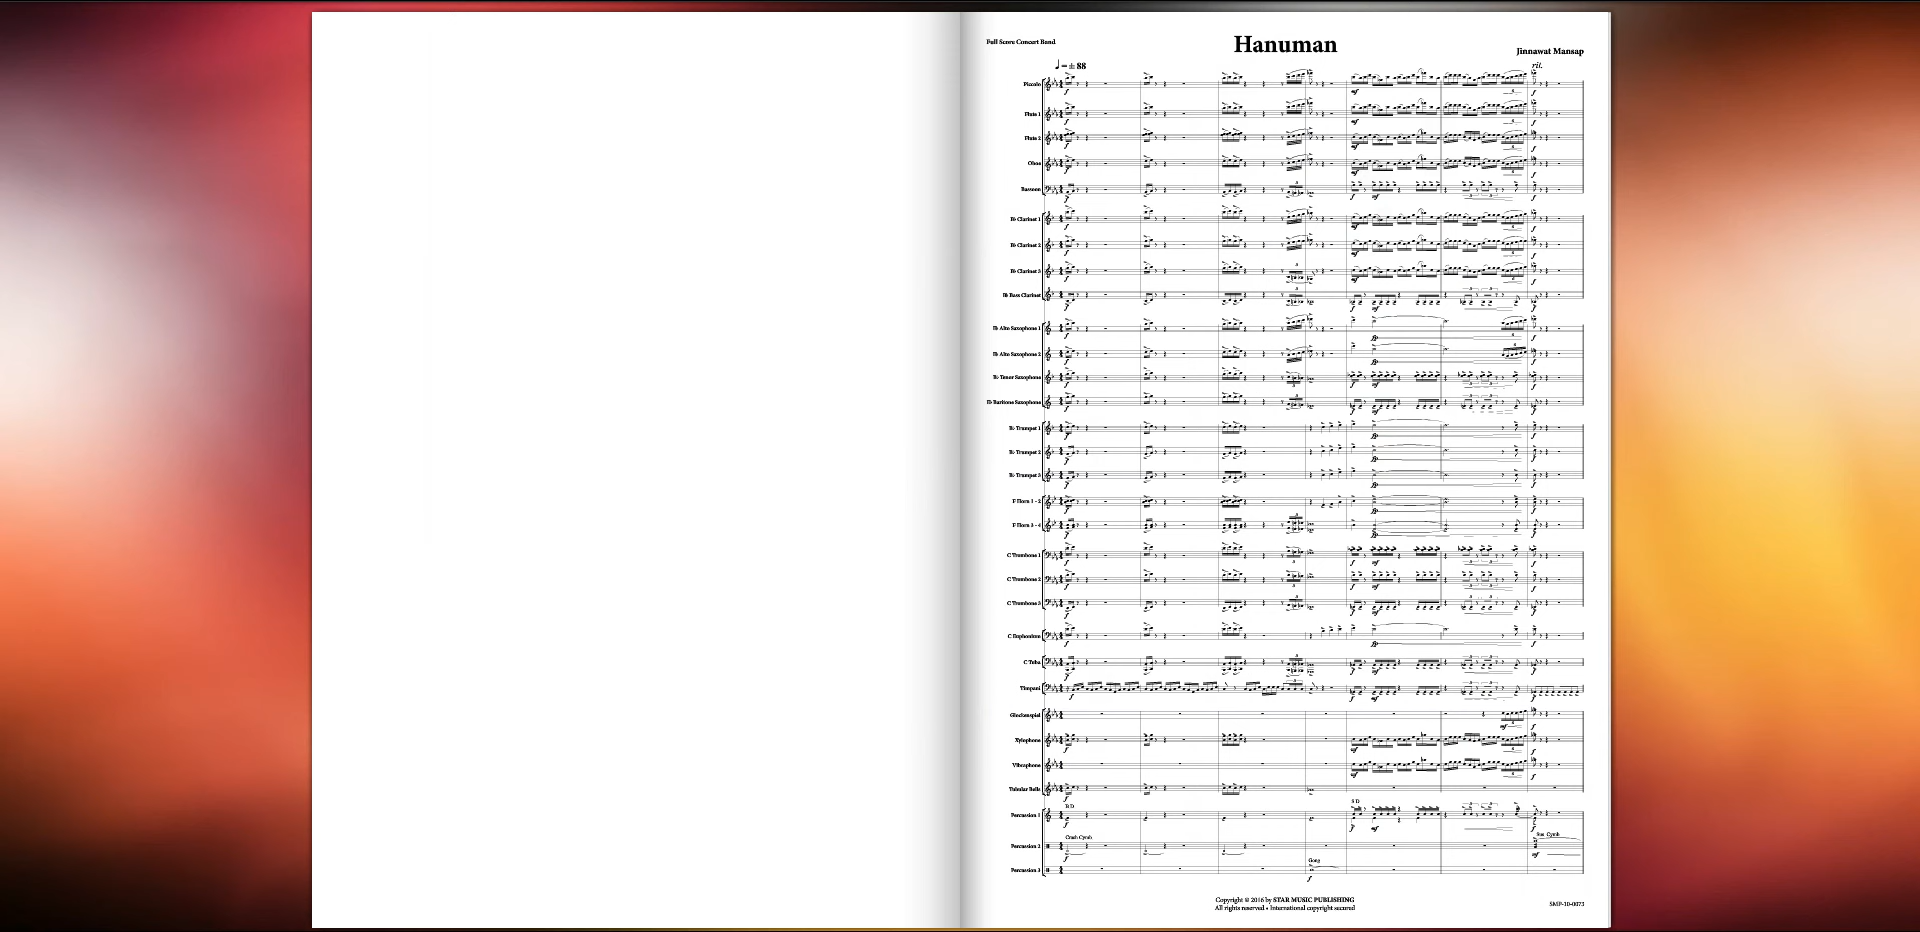 Full Score Concert Band
Hanuman
Jinnawat Mansap
♩ = ± 88
rit.
Piccolo
Flute 1
Flute 2
Oboe
Bassoon
B♭ Clarinet 1
B♭ Clarinet 2
B♭ Clarinet 3
B♭ Bass Clarinet
E♭ Alto Saxophone 1
E♭ Alto Saxophone 2
B♭ Tenor Saxophone
E♭ Baritone Saxophone
B♭ Trumpet 1
B♭ Trumpet 2
B♭ Trumpet 3
F Horn 1 - 2
F Horn 3 - 4
C Trombone 1
C Trombone 2
C Trombone 3
C Euphonium
C Tuba
Timpani
Glockenspiel
Xylophone
Vibraphone
Tubular Bells
B D
S D
Percussion 1
Crash Cymb
Sus Cymb
Percussion 2
Gong
Percussion 3
Copyright © 2016 by STAR MUSIC PUBLISHING
All rights reserved • International copyright secured
SMP-10-0073